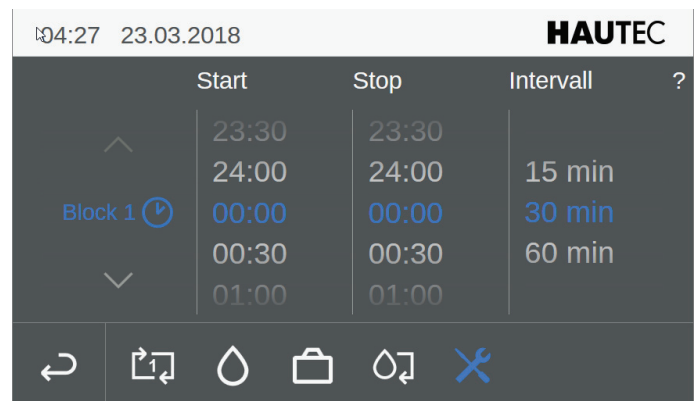 04:27 23.03.2018 HAUTEC
Start Stop Intervall ?
23:30 23:30
24:00 24:00 15 min
Block 1 00:00 00:00 30 min
00:30 00:30 60 min
01:00 01:00
1